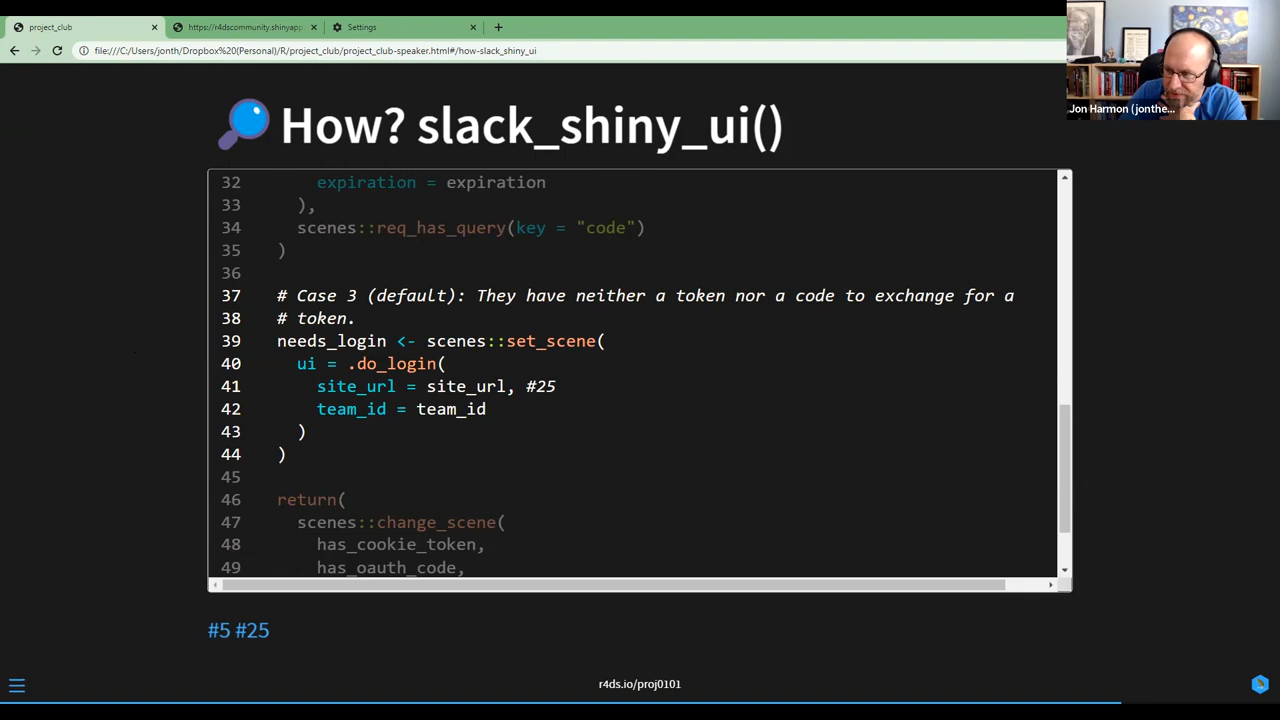 project_club
https://r4dscommunity.shinyapp
Settings
file:///C:/Users/jonth/Dropbox%20(Personal)/R/project_club/project_club-speaker.html#/how-slack_shiny_ui
Jon Harmon (jonthe...
How? slack_shiny_ui()
32 expiration = expiration
33 ),
34 scenes::req_has_query(key = "code")
35 )
36
37 # Case 3 (default): They have neither a token nor a code to exchange for a
38 # token.
39 needs_login <- scenes::set_scene(
40 ui = .do_login(
41 site_url = site_url, #25
42 team_id = team_id
43 )
44 )
45
46 return(
47 scenes::change_scene(
48 has_cookie_token,
49 has_oauth_code,
#5 #25
r4ds.io/proj0101